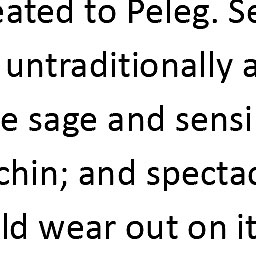 eated to Peleg. Se
untraditionally a
e sage and sensi
chin; and spectac
ld wear out on it